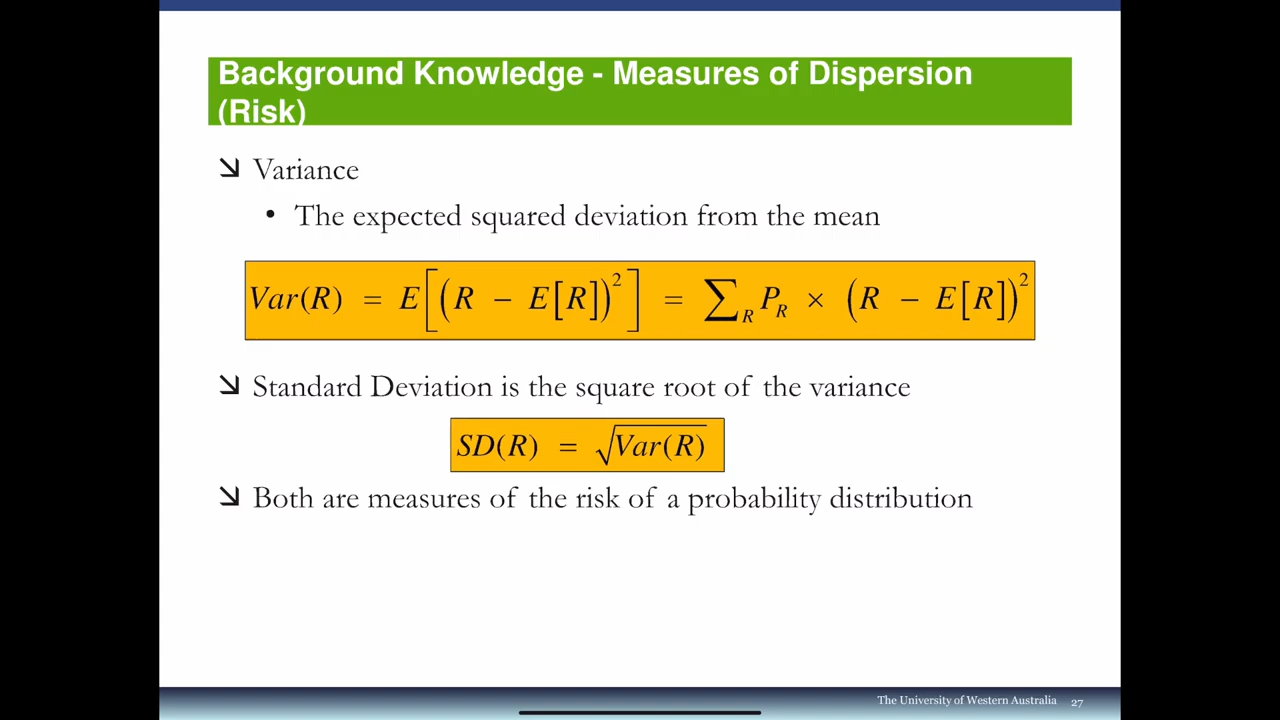 Background Knowledge - Measures of Dispersion
(Risk)
Variance
• The expected squared deviation from the mean
Var(R) = E[(R − E[R])²] = ∑_R P_R × (R − E[R])²
Standard Deviation is the square root of the variance
SD(R) = √Var(R)
Both are measures of the risk of a probability distribution
The University of Western Australia 27